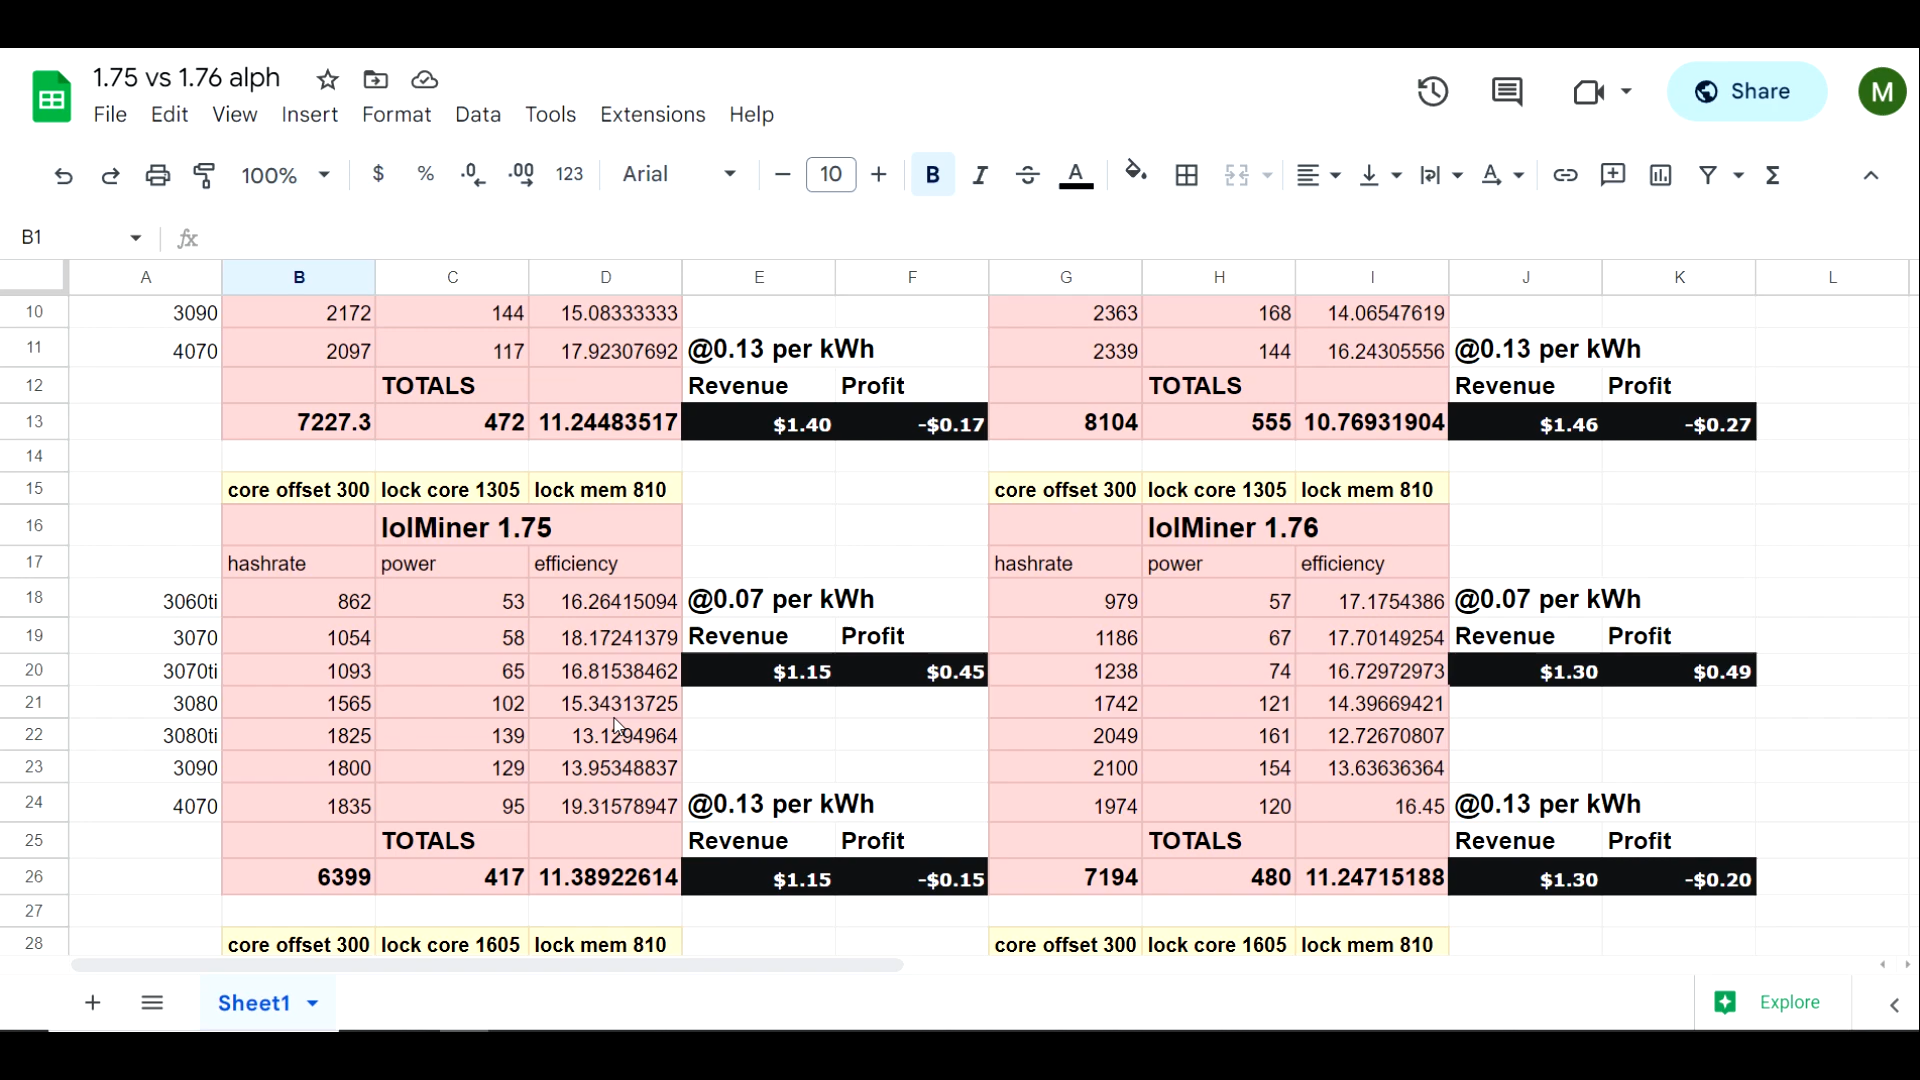 1.75 vs 1.76 alph
File Edit View Insert Format Data Tools Extensions Help
Share
M
100% $ % .0 .00 123 Arial 10 B I A
B1 fx
A B C D E F G H I J K L
10 3090 2172 144 15.08333333 2363 168 14.06547619
11 4070 2097 117 17.92307692 @0.13 per kWh 2339 144 16.24305556 @0.13 per kWh
12 TOTALS Revenue Profit TOTALS Revenue Profit
13 7227.3 472 11.24483517 $1.40 -$0.17 8104 555 10.76931904 $1.46 -$0.27
14
15 core offset 300 lock core 1305 lock mem 810 core offset 300 lock core 1305 lock mem 810
16 lolMiner 1.75 lolMiner 1.76
17 hashrate power efficiency hashrate power efficiency
18 3060ti 862 53 16.26415094 @0.07 per kWh 979 57 17.1754386 @0.07 per kWh
19 3070 1054 58 18.17241379 Revenue Profit 1186 67 17.70149254 Revenue Profit
20 3070ti 1093 65 16.81538462 $1.15 $0.45 1238 74 16.72972973 $1.30 $0.49
21 3080 1565 102 15.34313725 1742 121 14.39669421
22 3080ti 1825 139 13.1294964 2049 161 12.72670807
23 3090 1800 129 13.95348837 2100 154 13.63636364
24 4070 1835 95 19.31578947 @0.13 per kWh 1974 120 16.45 @0.13 per kWh
25 TOTALS Revenue Profit TOTALS Revenue Profit
26 6399 417 11.38922614 $1.15 -$0.15 7194 480 11.24715188 $1.30 -$0.20
27
28 core offset 300 lock core 1605 lock mem 810 core offset 300 lock core 1605 lock mem 810
Sheet1 Explore